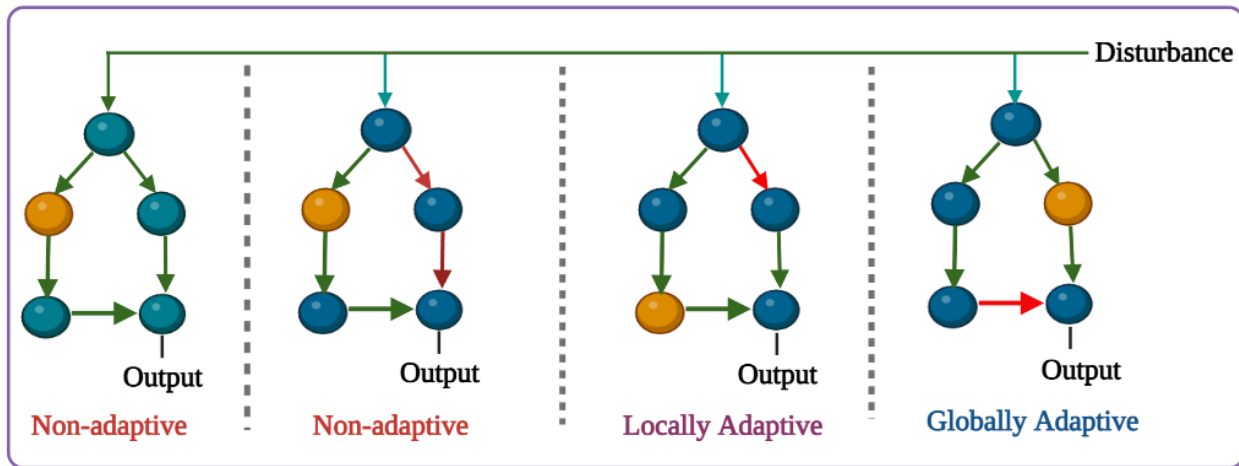 Disturbance
Output
Output
Output
Output
Non-adaptive
Non-adaptive
Locally Adaptive
Globally Adaptive